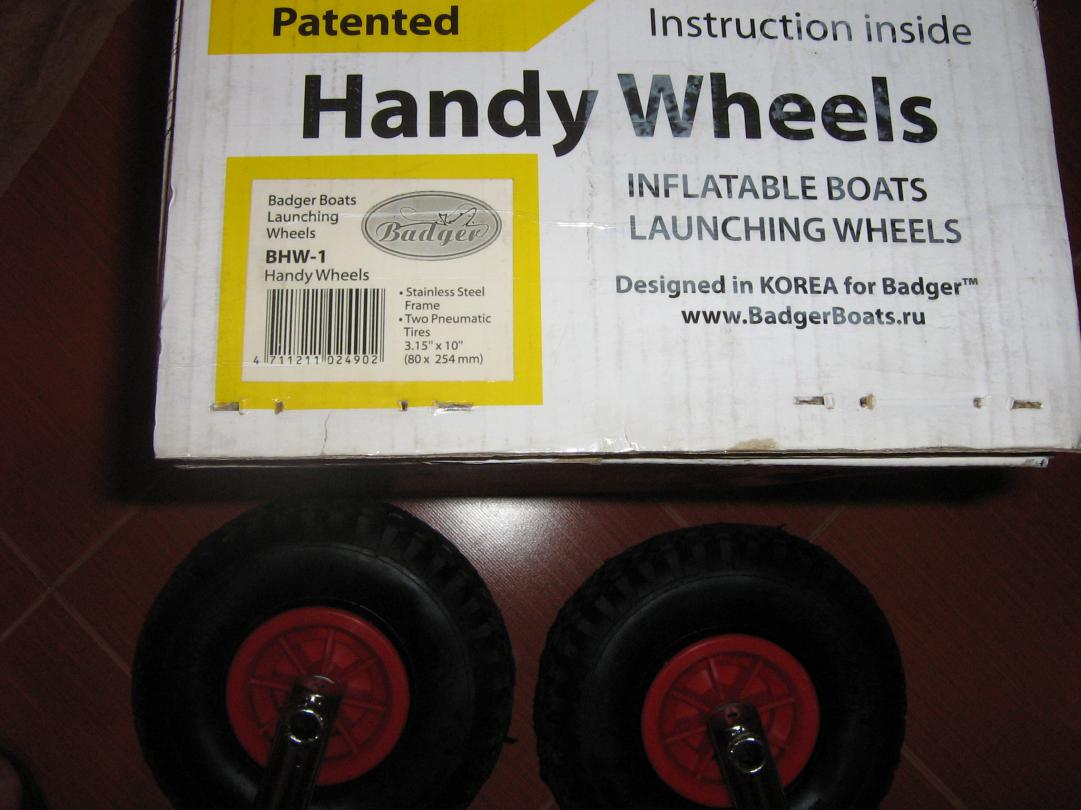 Patented
Instruction inside
Handy Wheels
Badger Boats
Launching
Wheels
Badger
BHW-1
Handy Wheels
• Stainless Steel
Frame
• Two Pneumatic
Tires
3.15" x 10"
(80 x 254 mm)
4 711211 024902
INFLATABLE BOATS
LAUNCHING WHEELS
Designed in KOREA for Badger™
www.BadgerBoats.ru